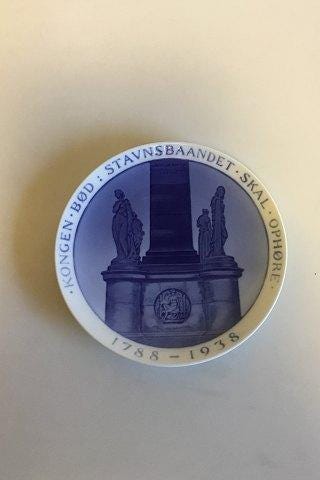 · KONGEN · BØD : STAVNSBAANDET · SKAL · OPHØRE ·
1788 - 1938